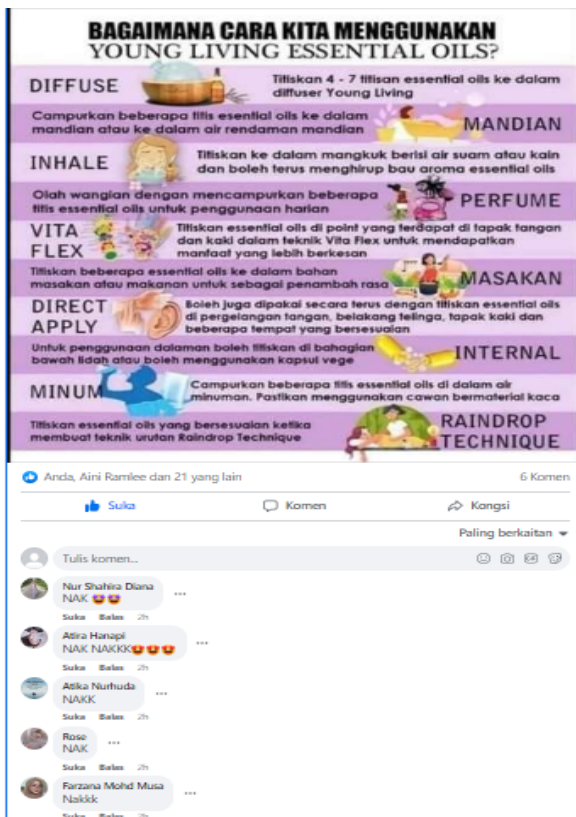 BAGAIMANA CARA KITA MENGGUNAKAN
YOUNG LIVING ESSENTIAL OILS?
DIFFUSE
Titiskan 4 - 7 titisan essential oils ke dalam
diffuser Young Living
Campurkan beberapa titis esential oils ke dalam
mandian atau ke dalam air rendaman mandian
MANDIAN
INHALE
Titiskan ke dalam mangkuk berisi air suam atau kain
dan boleh terus menghirup bau aroma essential oils
Olah wangian dengan mencampurkan beberapa
titis essential oils untuk penggunaan harian
PERFUME
VITA
FLEX
Titiskan essential oils di point yang terdapat di tapak tangan
dan kaki dalam teknik Vita Flex untuk mendapatkan
manfaat yang lebih berkesan
Titiskan beberapa essential oils ke dalam bahan
masakan atau makanan untuk sebagai penambah rasa
MASAKAN
DIRECT
APPLY
Boleh juga dipakai secara terus dengan titiskan essential oils
di pergelangan tangan, belakang telinga, tapak kaki dan
beberapa tempat yang bersesuaian
Untuk penggunaan dalaman boleh titiskan di bahagian
bawah lidah atau boleh menggunakan kapsul vege
INTERNAL
MINUM
Campurkan beberapa titis essential oils di dalam air
minuman. Pastikan menggunakan cawan bermaterial kaca
Titiskan essential oils yang bersesuaian ketika
membuat teknik urutan Raindrop Technique
RAINDROP
TECHNIQUE
Anda, Aini Ramlee dan 21 yang lain
6 Komen
Suka
Komen
Kongsi
Paling berkaitan
Tulis komen...
Nur Shahira Diana
NAK 😍😍
Suka Balas 2h
Atira Hanapi
NAK NAKKK😍😍😍
Suka Balas 2h
Atika Nurhuda
NAKK
Suka Balas 2h
Rose
NAK
Suka Balas 2h
Farzana Mohd Musa
Nakkk
Suka Balas 2h